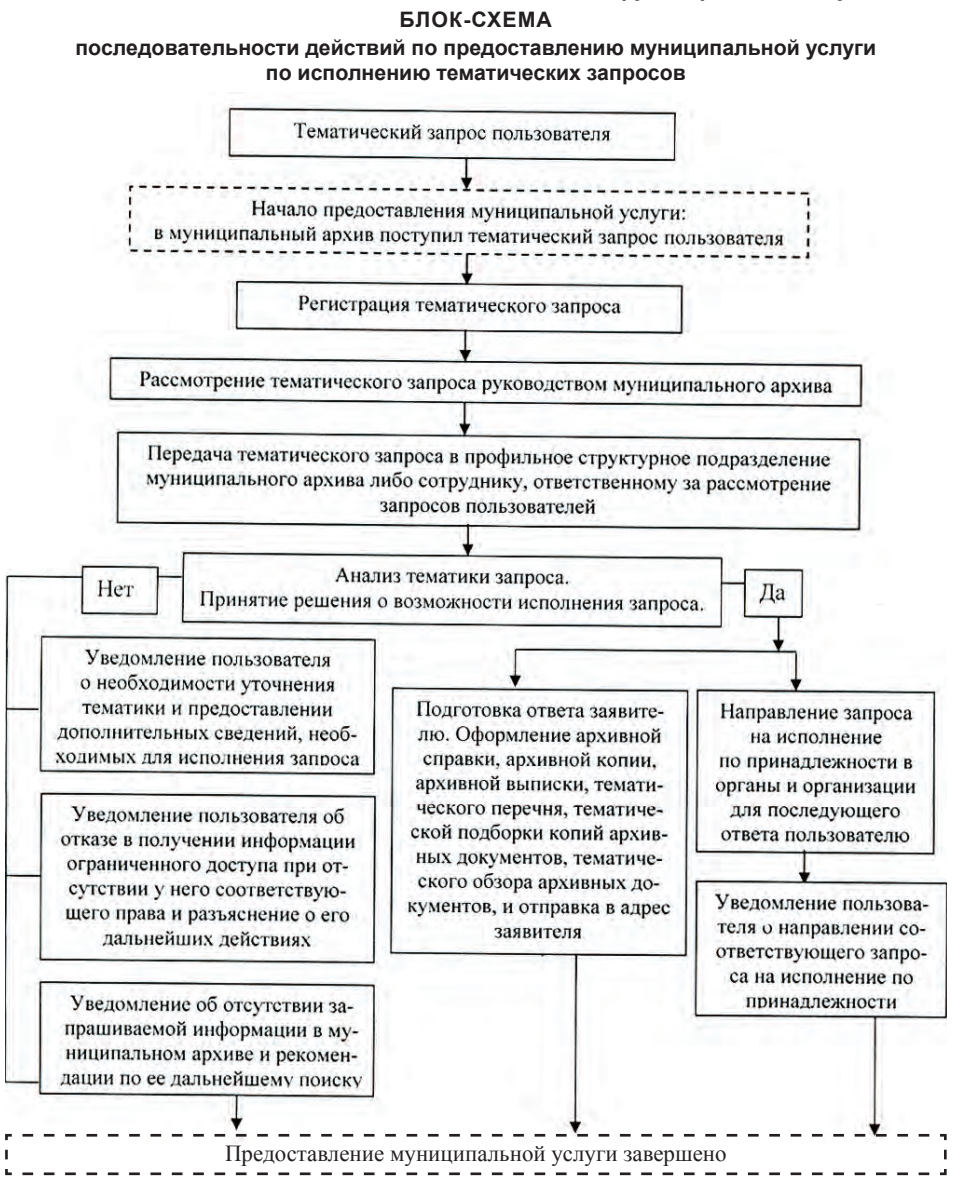 БЛОК-СХЕМА
последовательности действий по предоставлению муниципальной услуги
по исполнению тематических запросов
Тематический запрос пользователя
Начало предоставления муниципальной услуги:
в муниципальный архив поступил тематический запрос пользователя
Регистрация тематического запроса
Рассмотрение тематического запроса руководством муниципального архива
Передача тематического запроса в профильное структурное подразделение
муниципального архива либо сотруднику, ответственному за рассмотрение
запросов пользователей
Нет
Анализ тематики запроса.
Принятие решения о возможности исполнения запроса.
Да
Уведомление пользователя
о необходимости уточнения
тематики и предоставлении
дополнительных сведений, необ-
ходимых для исполнения запроса
Уведомление пользователя об
отказе в получении информации
ограниченного доступа при от-
сутствии у него соответствую-
щего права и разъяснение о его
дальнейших действиях
Уведомление об отсутствии за-
прашиваемой информации в му-
ниципальном архиве и рекомен-
дации по ее дальнейшему поиску
Подготовка ответа заявите-
лю. Оформление архивной
справки, архивной копии,
архивной выписки, темати-
ческого перечня, тематиче-
ской подборки копий архив-
ных документов, тематиче-
ского обзора архивных до-
кументов, и отправка в адрес
заявителя
Направление запроса
на исполнение
по принадлежности в
органы и организации
для последующего
ответа пользователю
Уведомление пользова-
теля о направлении со-
ответствующего запро-
са на исполнение по
принадлежности
Предоставление муниципальной услуги завершено